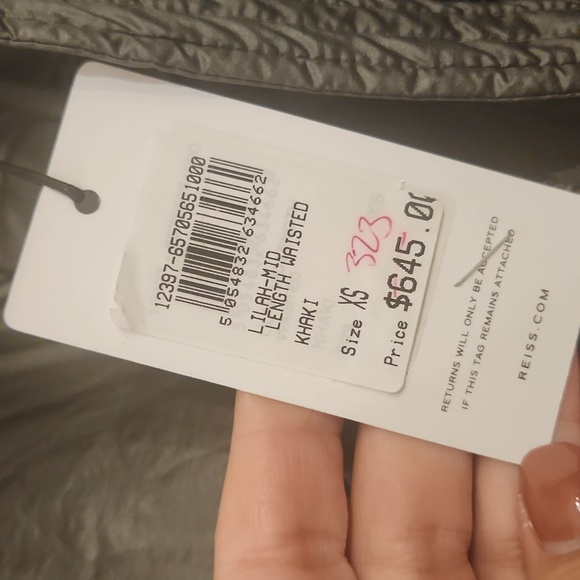 12397-65705651000
5 054832 634662
LILAH-MID
LENGTH WAISTED
KHAKI
Size XS
323
Price $645.00
RETURNS WILL ONLY BE ACCEPTED
IF THIS TAG REMAINS ATTACHED
REISS.COM